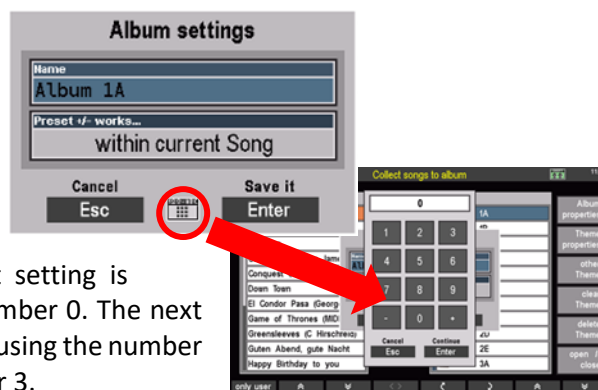 Album settings
Name
Album 1A
Preset +/- works...
within current Song
Cancel
Save it
Esc
Enter
Collect songs to album
0
1 2 3
4 5 6
7 8 9
- 0
Cancel Continue
Esc Enter
1A
Conquest
Down Town
El Condor Pasa (Georg
Game of Thrones (MIDI
Greensleeves (C Hirschfeld)
Guten Abend, gute Nacht
Happy Birthday to you
2D
2E
3A
Album
properties
Theme
properties
other
Theme
clear
Theme
delete
Theme
open /
close
only user
setting is
mber 0. The next
using the number
r 3.